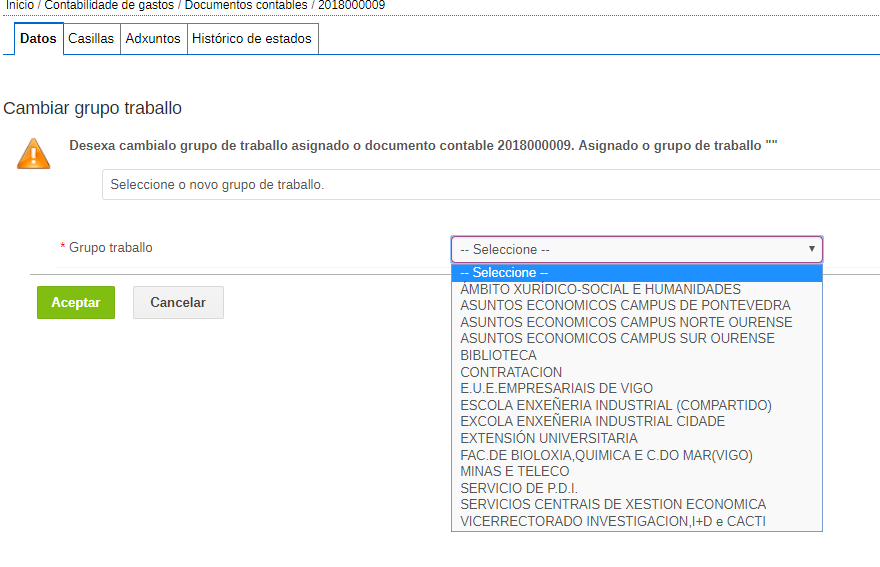 Inicio / Contabilidade de gastos / Documentos contables / 2018000009
Datos Casillas Adxuntos Histórico de estados
Cambiar grupo traballo
Desexa cambialo grupo de traballo asignado o documento contable 2018000009. Asignado o grupo de traballo ""
Seleccione o novo grupo de traballo.
* Grupo traballo -- Seleccione --
-- Seleccione --
ÁMBITO XURÍDICO-SOCIAL E HUMANIDADES
Aceptar Cancelar
ASUNTOS ECONOMICOS CAMPUS DE PONTEVEDRA
ASUNTOS ECONOMICOS CAMPUS NORTE OURENSE
ASUNTOS ECONOMICOS CAMPUS SUR OURENSE
BIBLIOTECA
CONTRATACION
E.U.E.EMPRESARIAIS DE VIGO
ESCOLA ENXEÑERIA INDUSTRIAL (COMPARTIDO)
EXCOLA ENXEÑERIA INDUSTRIAL CIDADE
EXTENSIÓN UNIVERSITARIA
FAC.DE BIOLOXIA,QUIMICA E C.DO MAR(VIGO)
MINAS E TELECO
SERVICIO DE P.D.I.
SERVICIOS CENTRAIS DE XESTION ECONOMICA
VICERRECTORADO INVESTIGACION,I+D e CACTI